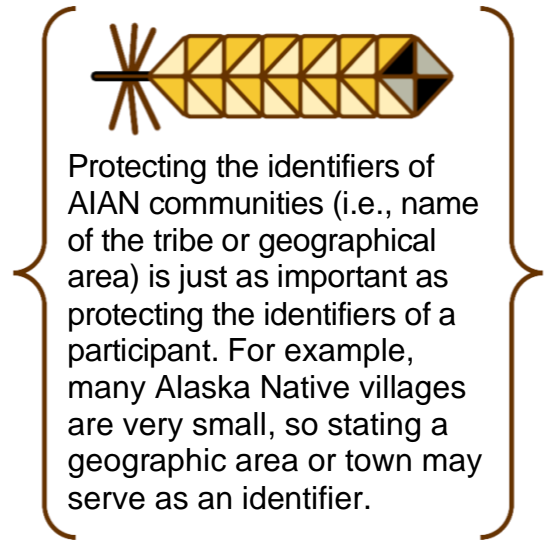 Protecting the identifiers of
AIAN communities (i.e., name
of the tribe or geographical
area) is just as important as
protecting the identifiers of a
participant. For example,
many Alaska Native villages
are very small, so stating a
geographic area or town may
serve as an identifier.